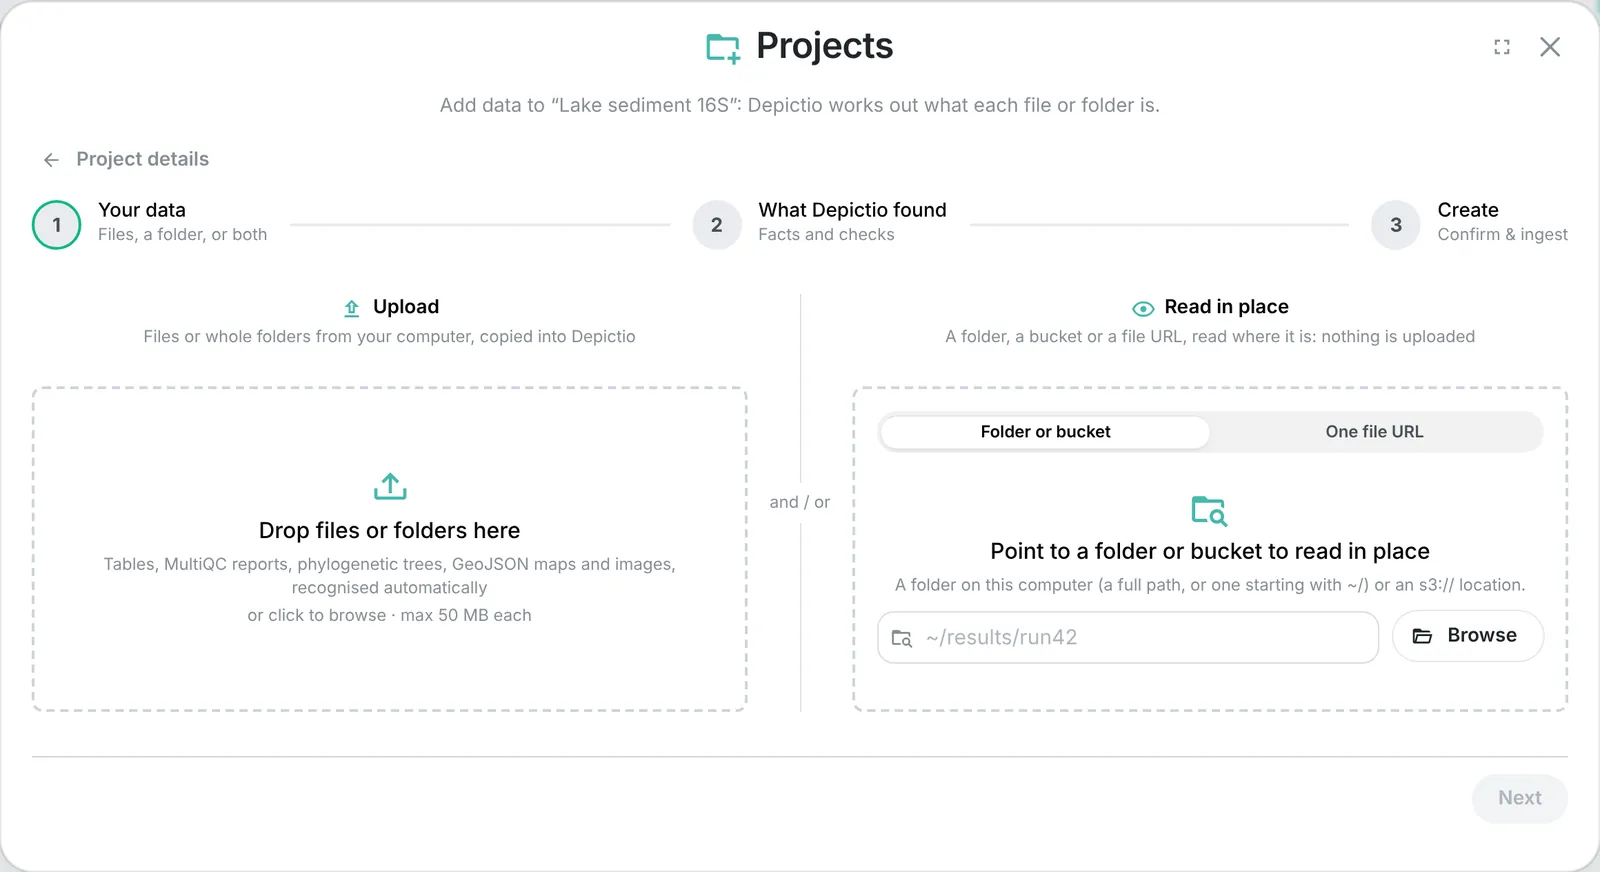 Projects
Add data to “Lake sediment 16S”: Depictio works out what each file or folder is.
Project details
1
Your data
Files, a folder, or both
2
What Depictio found
Facts and checks
3
Create
Confirm & ingest
Upload
Files or whole folders from your computer, copied into Depictio
Drop files or folders here
Tables, MultiQC reports, phylogenetic trees, GeoJSON maps and images,
recognised automatically
or click to browse · max 50 MB each
and / or
Read in place
A folder, a bucket or a file URL, read where it is: nothing is uploaded
Folder or bucket
One file URL
Point to a folder or bucket to read in place
A folder on this computer (a full path, or one starting with ~/) or an s3:// location.
~/results/run42
Browse
Next